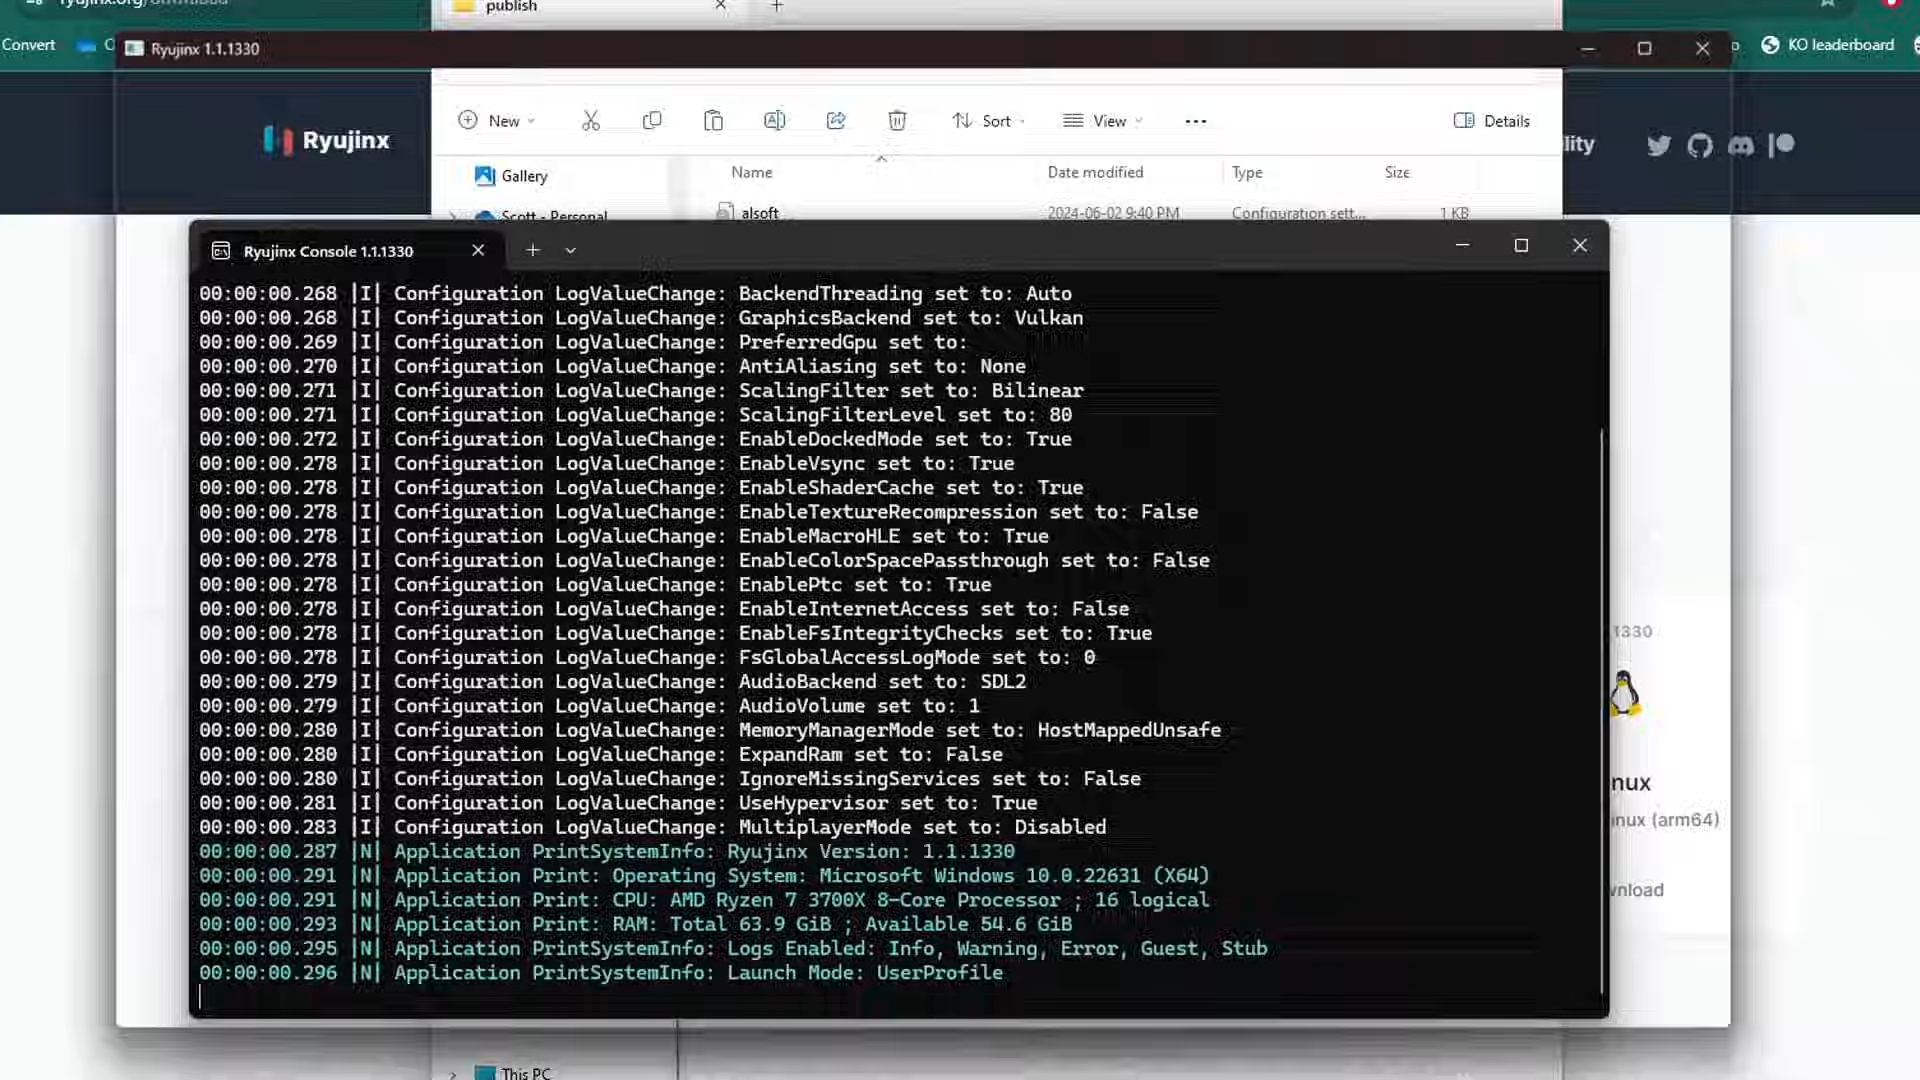 publish
Convert
Ryujinx 1.1.1330
KO leaderboard
Ryujinx
New
Sort
View
Details
lity
Gallery
Name
Date modified
Type
Size
Scott - Personal
alsoft
2024-06-02 9:40 PM
Configuration sett...
1 KB
Ryujinx Console 1.1.1330
00:00:00.268 |I| Configuration LogValueChange: BackendThreading set to: Auto
00:00:00.268 |I| Configuration LogValueChange: GraphicsBackend set to: Vulkan
00:00:00.269 |I| Configuration LogValueChange: PreferredGpu set to:
00:00:00.270 |I| Configuration LogValueChange: AntiAliasing set to: None
00:00:00.271 |I| Configuration LogValueChange: ScalingFilter set to: Bilinear
00:00:00.271 |I| Configuration LogValueChange: ScalingFilterLevel set to: 80
00:00:00.272 |I| Configuration LogValueChange: EnableDockedMode set to: True
00:00:00.278 |I| Configuration LogValueChange: EnableVsync set to: True
00:00:00.278 |I| Configuration LogValueChange: EnableShaderCache set to: True
00:00:00.278 |I| Configuration LogValueChange: EnableTextureRecompression set to: False
00:00:00.278 |I| Configuration LogValueChange: EnableMacroHLE set to: True
00:00:00.278 |I| Configuration LogValueChange: EnableColorSpacePassthrough set to: False
00:00:00.278 |I| Configuration LogValueChange: EnablePtc set to: True
00:00:00.278 |I| Configuration LogValueChange: EnableInternetAccess set to: False
00:00:00.278 |I| Configuration LogValueChange: EnableFsIntegrityChecks set to: True
00:00:00.278 |I| Configuration LogValueChange: FsGlobalAccessLogMode set to: 0
00:00:00.279 |I| Configuration LogValueChange: AudioBackend set to: SDL2
00:00:00.279 |I| Configuration LogValueChange: AudioVolume set to: 1
00:00:00.280 |I| Configuration LogValueChange: MemoryManagerMode set to: HostMappedUnsafe
00:00:00.280 |I| Configuration LogValueChange: ExpandRam set to: False
00:00:00.280 |I| Configuration LogValueChange: IgnoreMissingServices set to: False
00:00:00.281 |I| Configuration LogValueChange: UseHypervisor set to: True
00:00:00.283 |I| Configuration LogValueChange: MultiplayerMode set to: Disabled
00:00:00.287 |N| Application PrintSystemInfo: Ryujinx Version: 1.1.1330
00:00:00.291 |N| Application Print: Operating System: Microsoft Windows 10.0.22631 (X64)
00:00:00.291 |N| Application Print: CPU: AMD Ryzen 7 3700X 8-Core Processor ; 16 logical
00:00:00.293 |N| Application Print: RAM: Total 63.9 GiB ; Available 54.6 GiB
00:00:00.295 |N| Application PrintSystemInfo: Logs Enabled: Info, Warning, Error, Guest, Stub
00:00:00.296 |N| Application PrintSystemInfo: Launch Mode: UserProfile
1330
nux
nux (arm64)
wnload
This PC